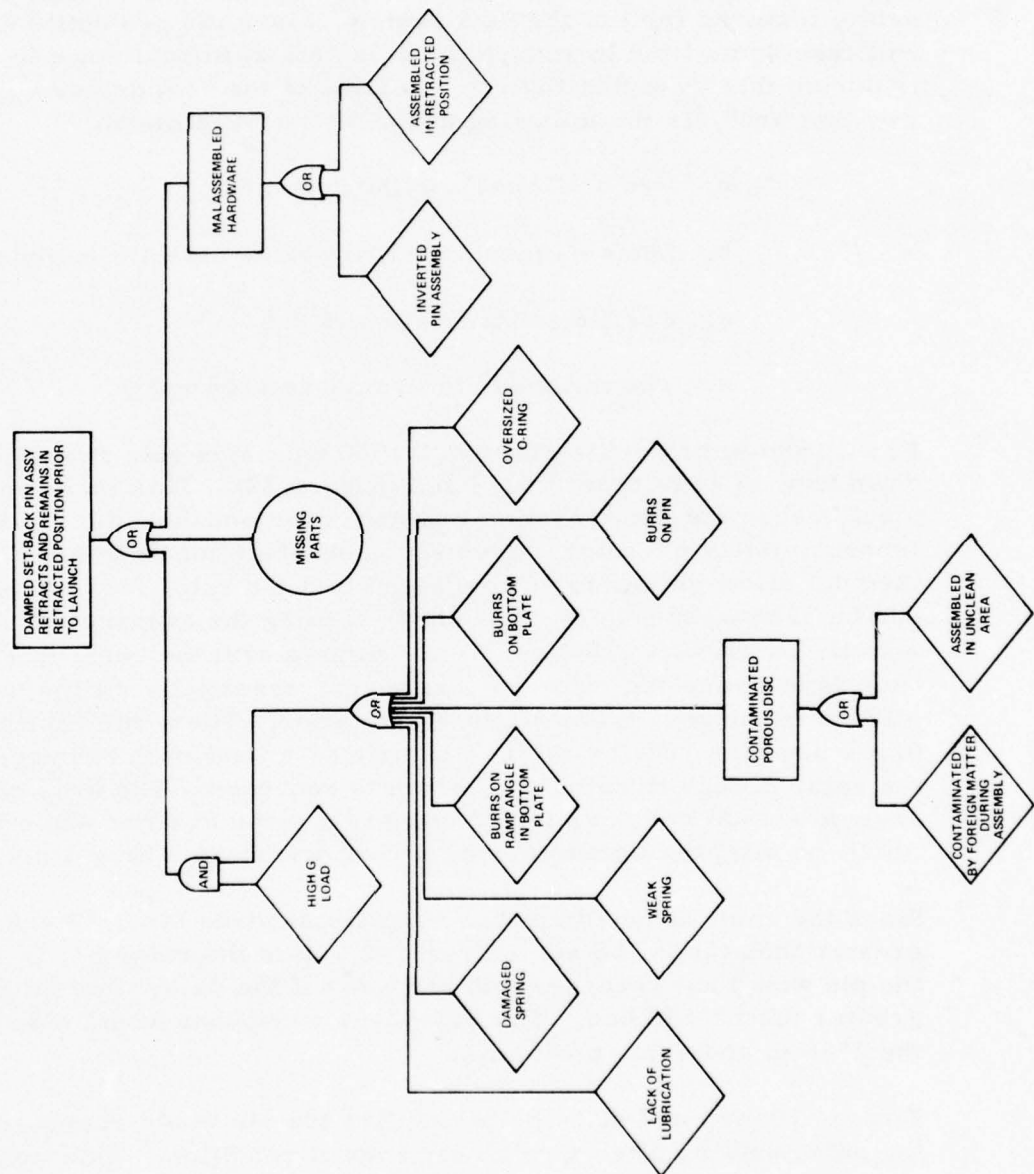 DAMPED SET-BACK PIN ASSY
RETRACTS AND REMAINS IN
RETRACTED POSITION PRIOR
TO LAUNCH
OR
MALASSEMBLED
HARDWARE
OR
INVERTED
PIN ASSEMBLY
ASSEMBLED
IN RETRACTED
POSITION
MISSING
PARTS
AND
HIGH G
LOAD
OR
LACK OF
LUBRICATION
DAMAGED
SPRING
WEAK
SPRING
BURRS ON
RAMP ANGLE
IN BOTTOM
PLATE
BURRS
ON BOTTOM
PLATE
BURRS
ON PIN
OVERSIZED
O-RING
CONTAMINATED
POROUS DISC
OR
CONTAMINATED
BY FOREIGN MATTER
DURING
ASSEMBLY
ASSEMBLED
IN UNCLEAN
AREA